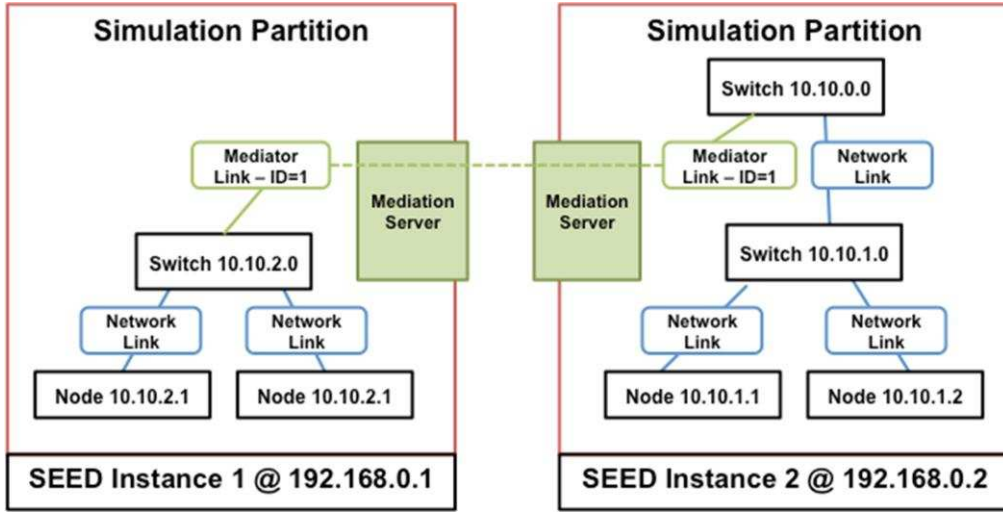 Simulation Partition
Mediator
Link – ID=1
Mediation
Server
Switch 10.10.2.0
Network
Link
Network
Link
Node 10.10.2.1
Node 10.10.2.1
SEED Instance 1 @ 192.168.0.1
Simulation Partition
Switch 10.10.0.0
Mediator
Link – ID=1
Network
Link
Mediation
Server
Switch 10.10.1.0
Network
Link
Network
Link
Node 10.10.1.1
Node 10.10.1.2
SEED Instance 2 @ 192.168.0.2